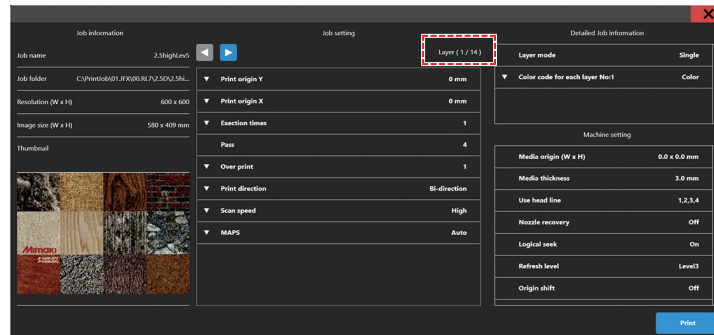 Job information
Job name 2.5highLev5
Job folder C:\PrintJob\01.JFX\00.RL7\2.5D\2.5hi...
Resolution (W x H) 600 x 600
Image size (W x H) 580 x 409 mm
Thumbnail
Mimaki
Job setting
Layer ( 1 / 14 )
Print origin Y 0 mm
Print origin X 0 mm
Exection times 1
Pass 4
Over print 1
Print direction Bi-direction
Scan speed High
MAPS Auto
Detailed Job information
Layer mode Single
Color code for each layer No:1 Color
Machine setting
Media origin (W x H) 0.0 x 0.0 mm
Media thickness 3.0 mm
Use head line 1,2,3,4
Nozzle recovery Off
Logical seek On
Refresh level Level3
Origin shift Off
Print